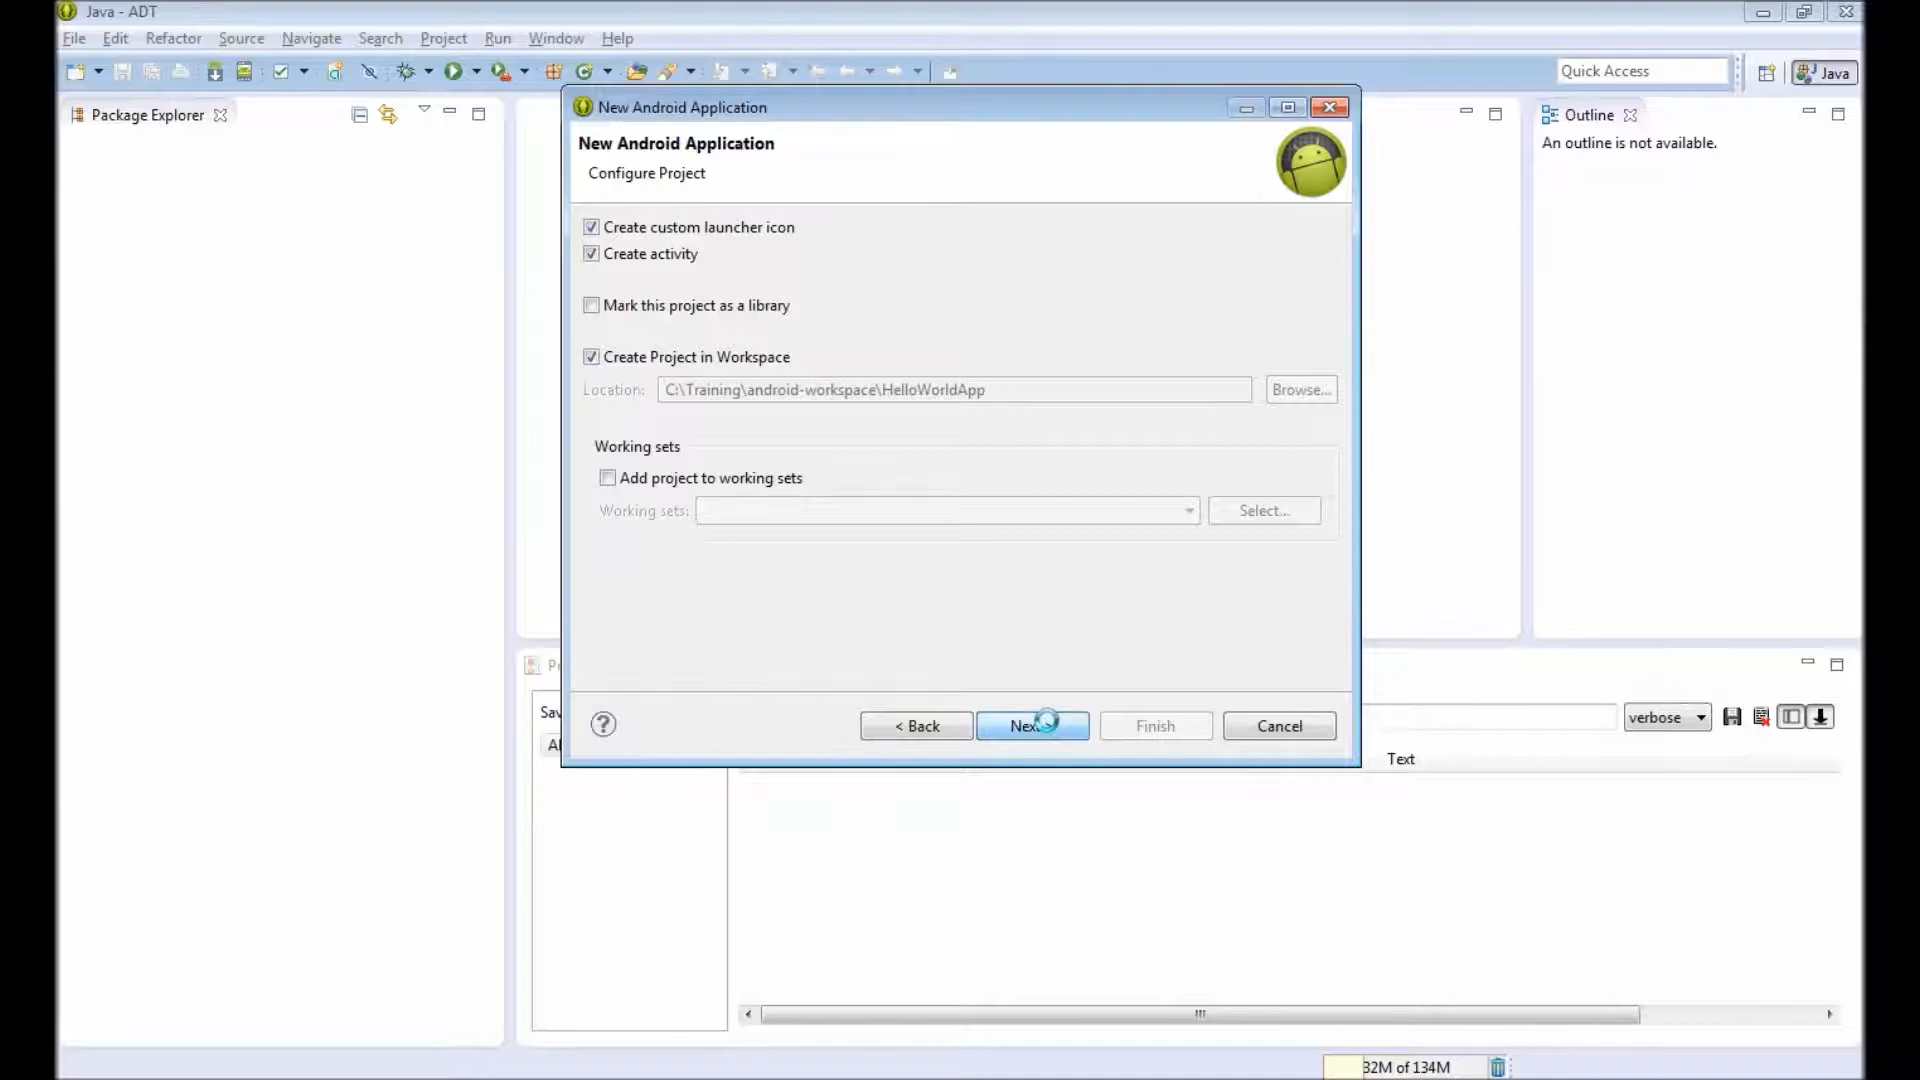 Java - ADT
File Edit Refactor Source Navigate Search Project Run Window Help
Quick Access
Java
Package Explorer
Outline
An outline is not available.
New Android Application
New Android Application
Configure Project
Create custom launcher icon
Create activity
Mark this project as a library
Create Project in Workspace
Location: C:\Training\android-workspace\HelloWorldApp Browse...
Working sets
Add project to working sets
Working sets: Select...
< Back Finish Cancel
verbose
Text
32M of 134M